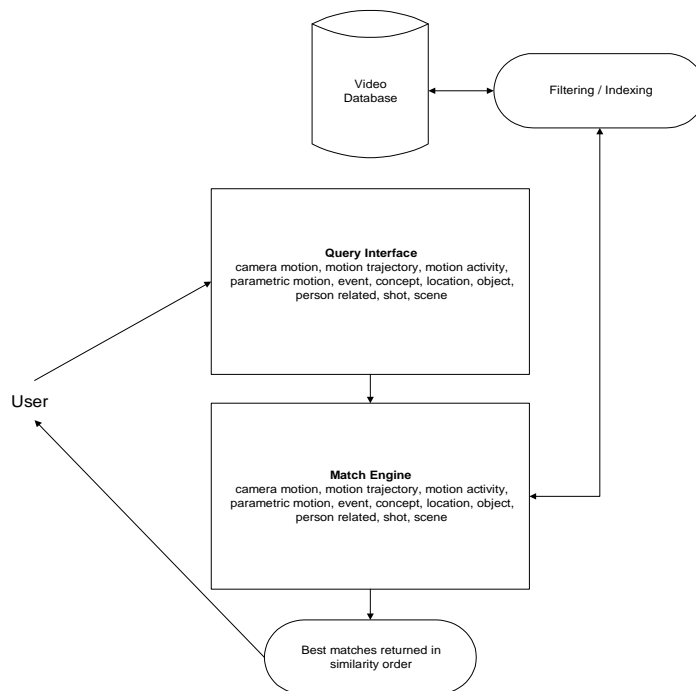 Video
Database
Filtering / Indexing
Query Interface
camera motion, motion trajectory, motion activity,
parametric motion, event, concept, location, object,
person related, shot, scene
User
Match Engine
camera motion, motion trajectory, motion activity,
parametric motion, event, concept, location, object,
person related, shot, scene
Best matches returned in
similarity order